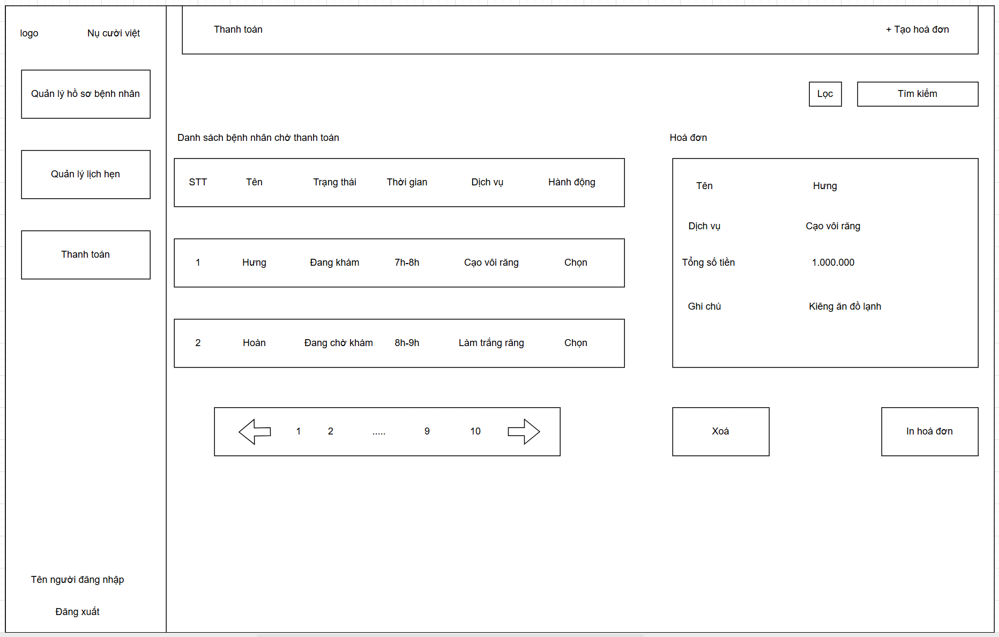 logo Nụ cười việt
Quản lý hồ sơ bệnh nhân
Quản lý lịch hẹn
Thanh toán
Tên người đăng nhập
Đăng xuất
Thanh toán + Tạo hoá đơn
Lọc Tìm kiếm
Danh sách bệnh nhân chờ thanh toán
STT Tên Trạng thái Thời gian Dịch vụ Hành động
1 Hưng Đang khám 7h-8h Cạo vôi răng Chọn
2 Hoàn Đang chờ khám 8h-9h Làm trắng răng Chọn
1 2 ..... 9 10
Hoá đơn
Tên Hưng
Dịch vụ Cạo vôi răng
Tổng số tiền 1.000.000
Ghi chú Kiêng ăn đồ lạnh
Xoá In hoá đơn